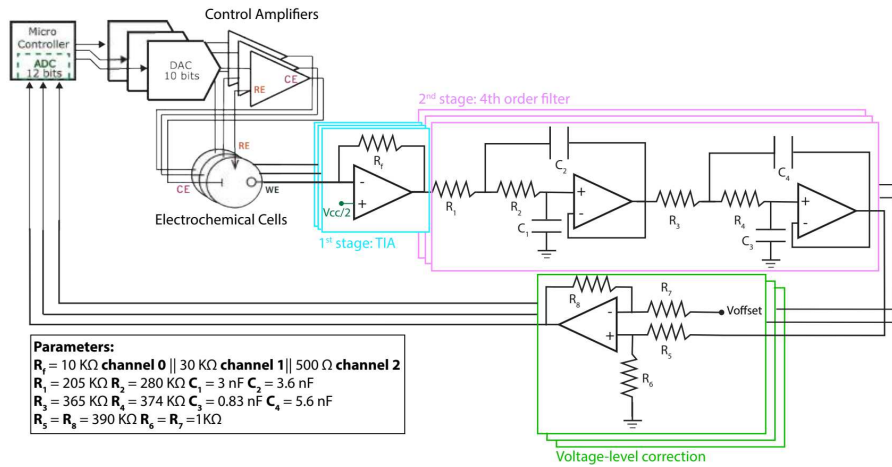 Control Amplifiers
Micro
Controller
ADC
12 bits
DAC
10 bits
CE
RE
2nd stage: 4th order filter
RE
CE
WE
Electrochemical Cells
Rf
-
+
Vcc/2
1st stage: TIA
R1
R2
C1
C2
+
-
R3
R4
C3
C4
+
-
R8
R7
Voffset
-
+
R5
R6
Voltage-level correction
Parameters:
Rf = 10 KΩ channel 0 || 30 KΩ channel 1|| 500 Ω channel 2
R1 = 205 KΩ R2 = 280 KΩ C1 = 3 nF C2 = 3.6 nF
R3 = 365 KΩ R4 = 374 KΩ C3 = 0.83 nF C4 = 5.6 nF
R5 = R8 = 390 KΩ R6 = R7 =1KΩ